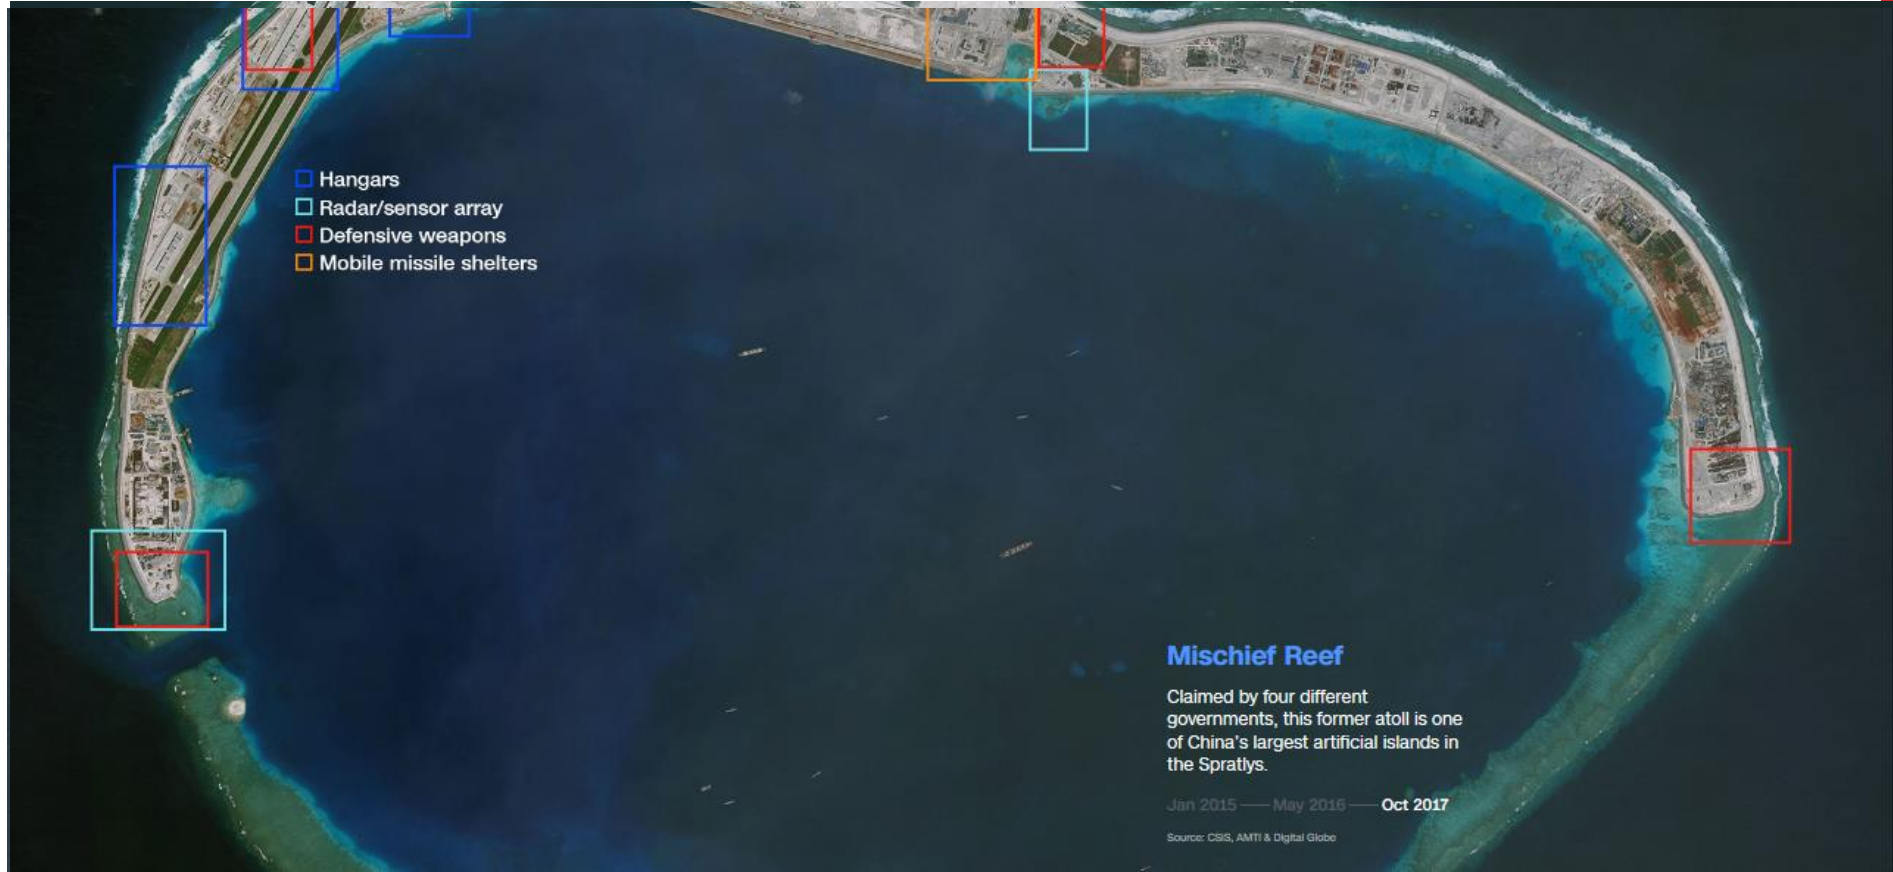 Hangars
Radar/sensor array
Defensive weapons
Mobile missile shelters
Mischief Reef
Claimed by four different
governments, this former atoll is one
of China's largest artificial islands in
the Spratlys.
Jan 2015 — May 2016 — Oct 2017
Source: CSIS, AMTI & Digital Globe